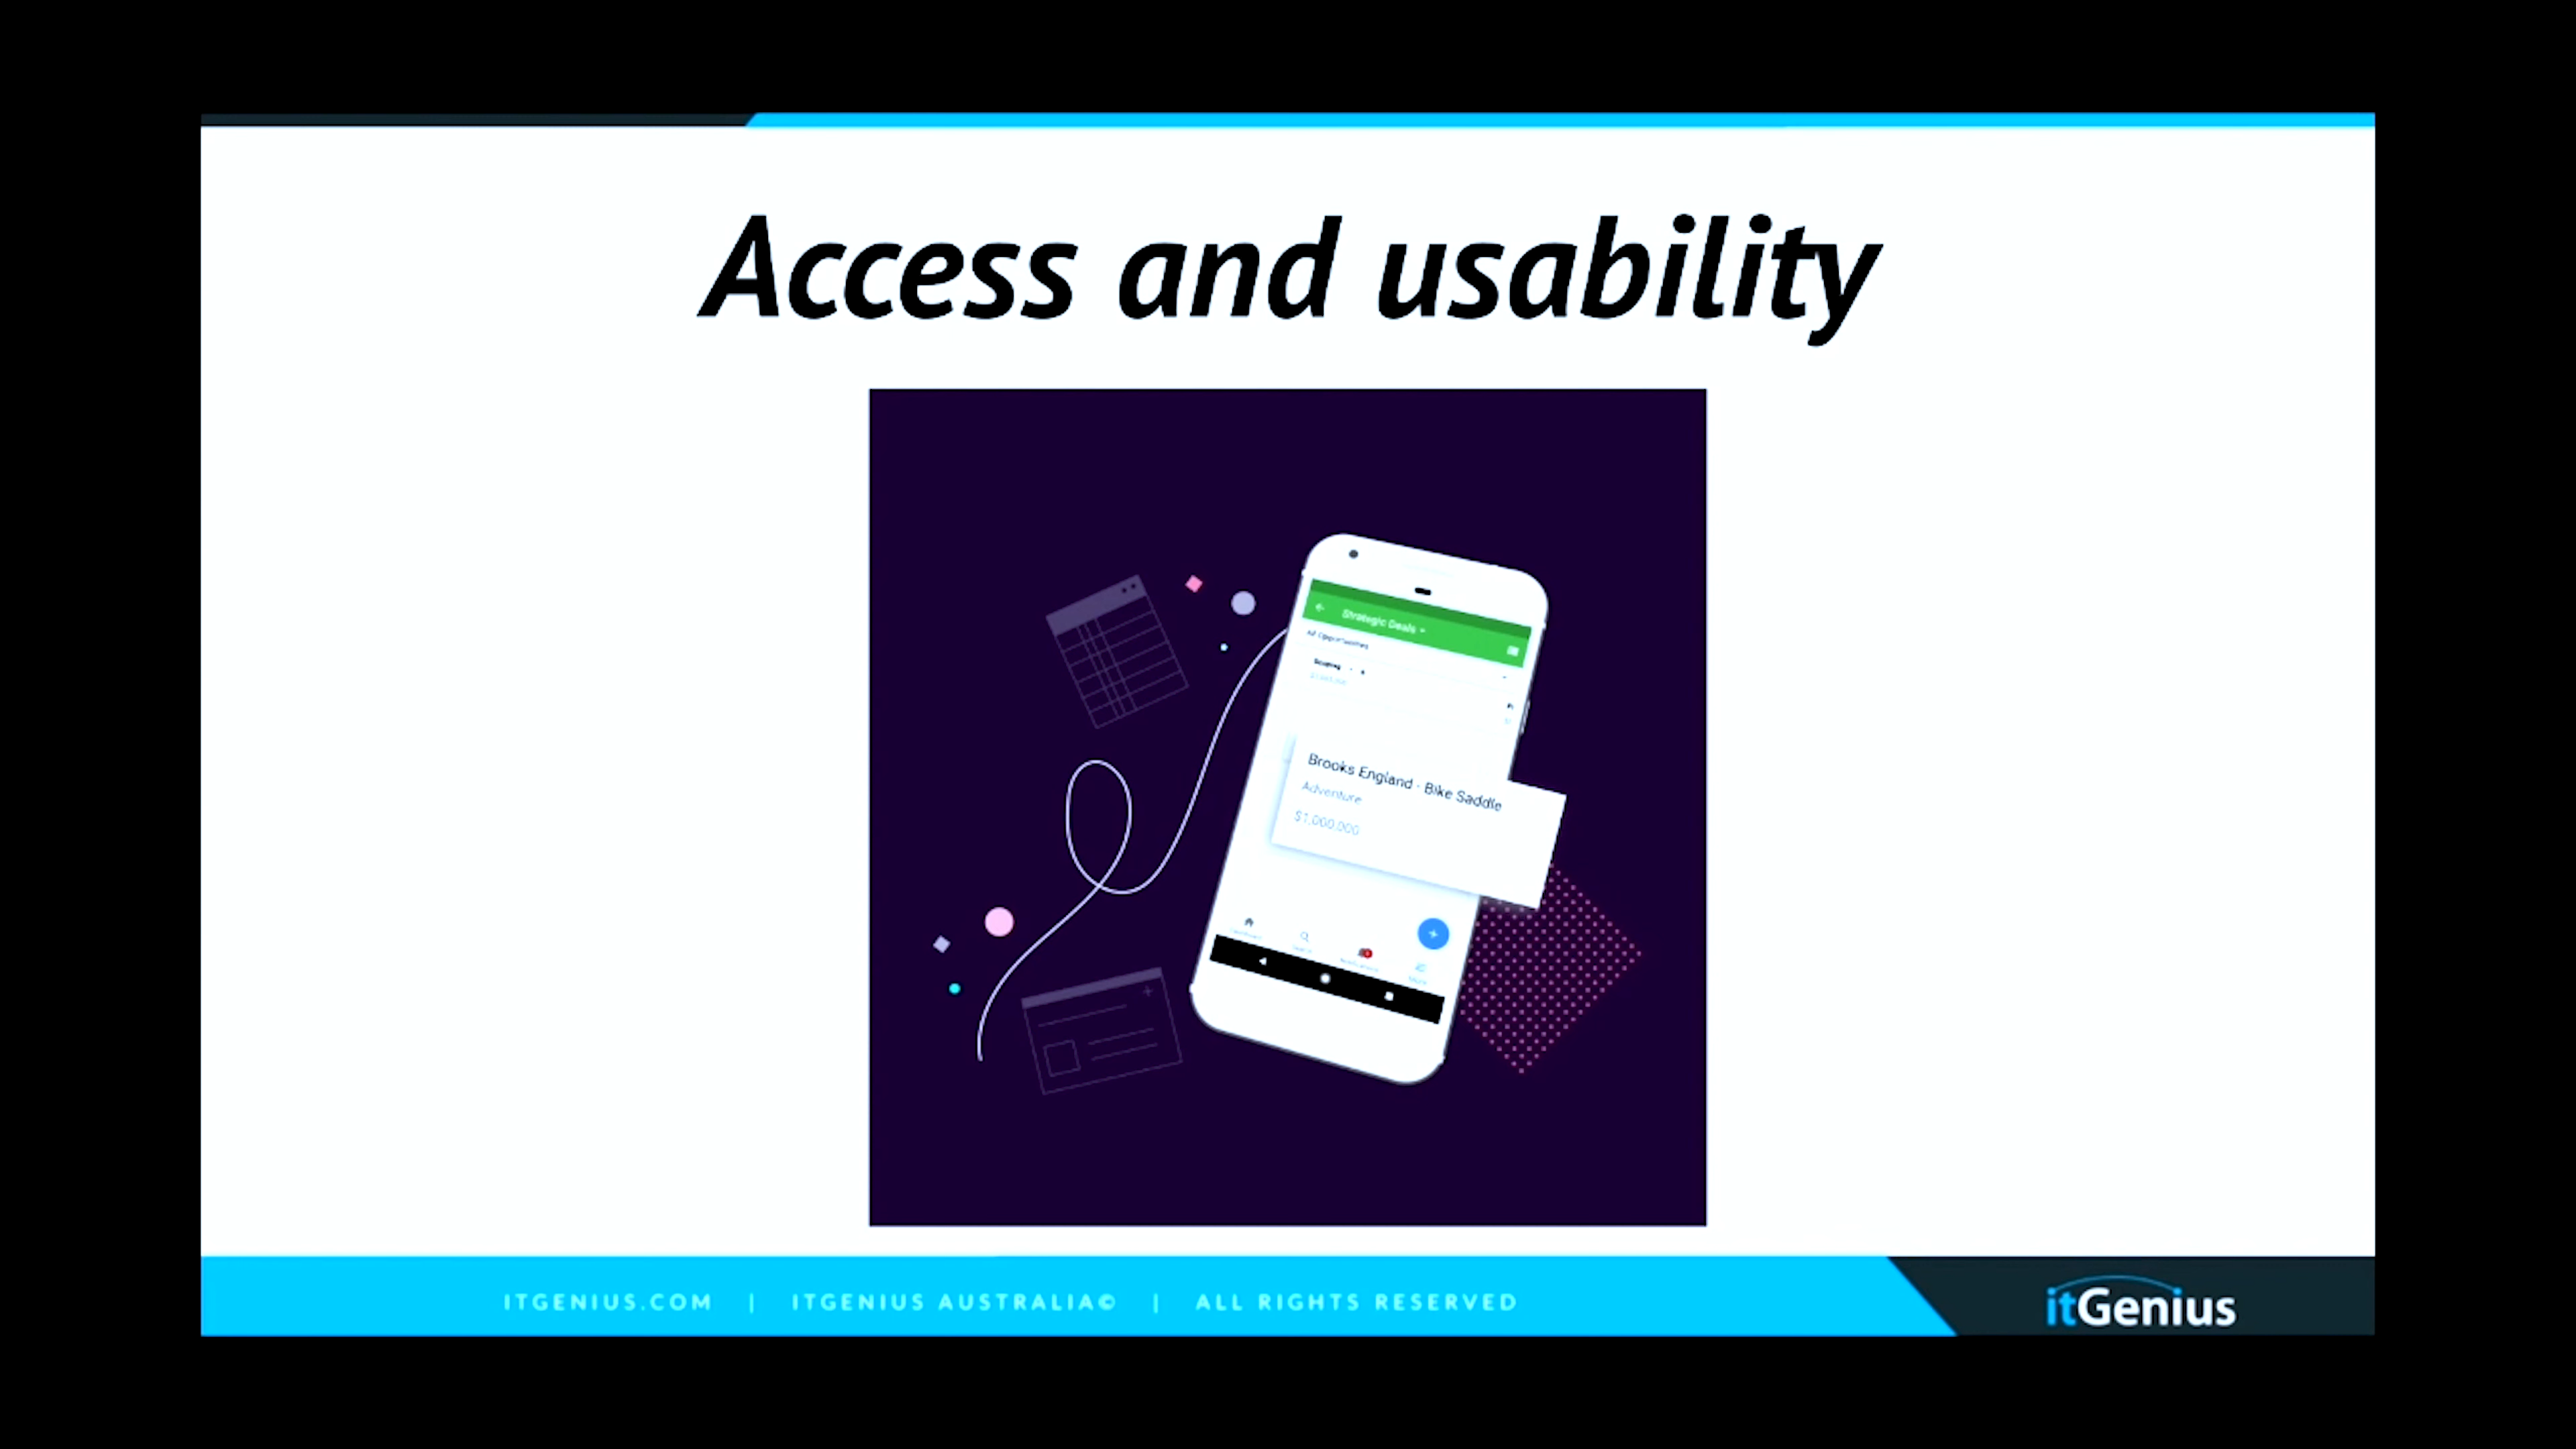 Access and usability
Strategic Deals
All Opportunities
Brooks England - Bike Saddle
Adventure
$1,000,000
ITGENIUS.COM | ITGENIUS AUSTRALIA© | ALL RIGHTS RESERVED
itGenius